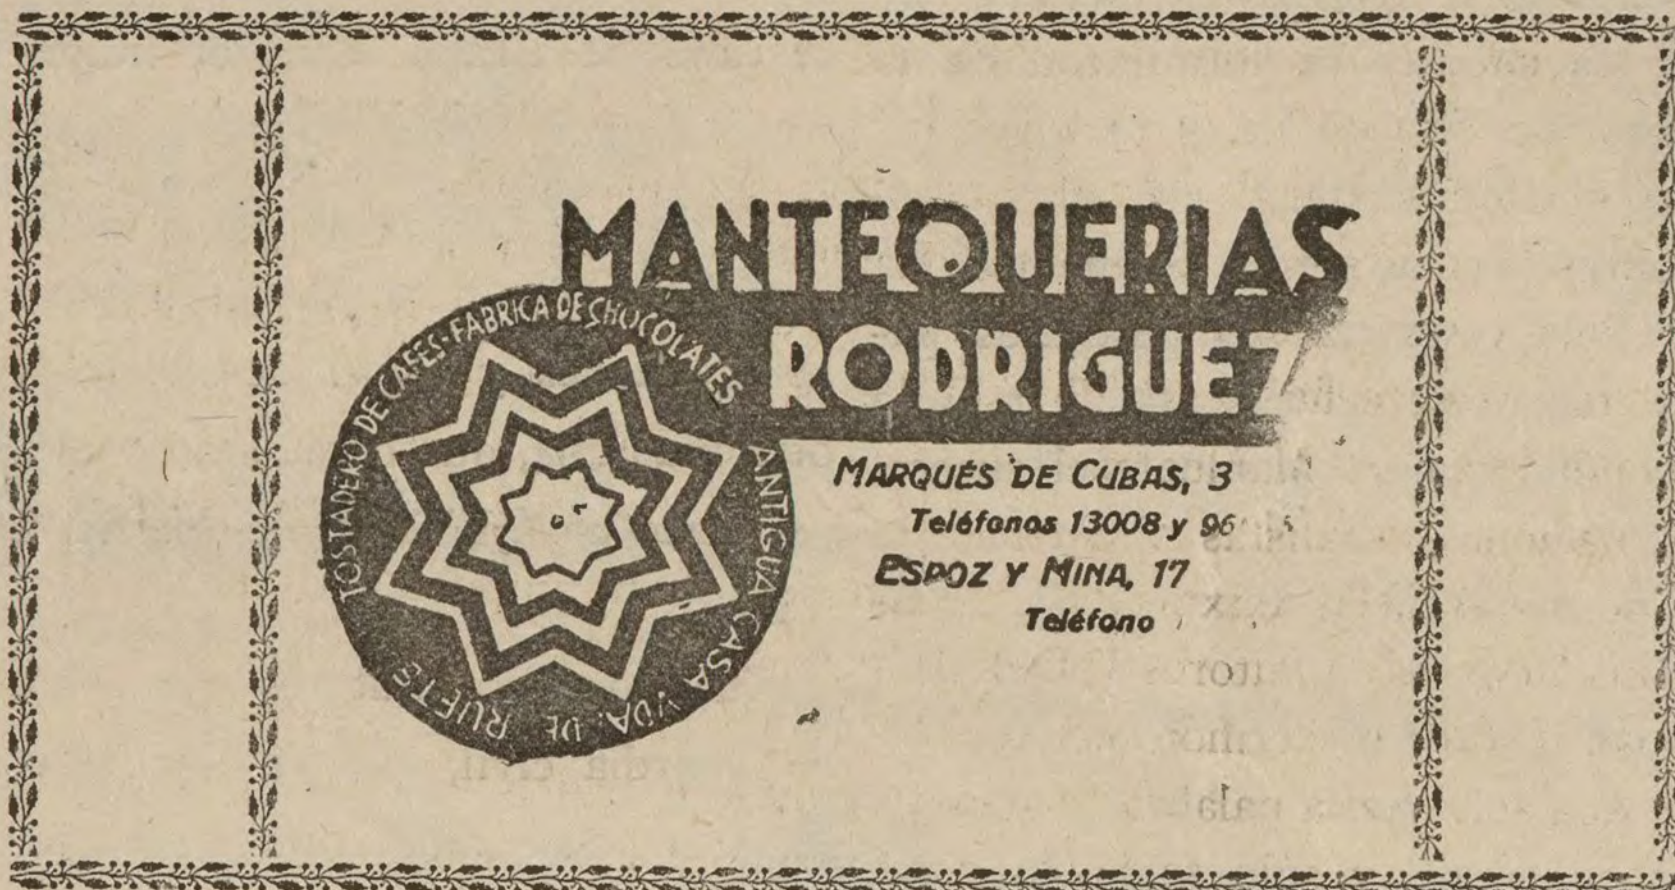 MANTEQUERIAS
RODRIGUEZ
TOSTADERO DE CAFES-FABRICA DE CHOCOLATES
ANTIGUA CASA VDA. DE RUETE
MARQUÉS DE CUBAS, 3
Teléfonos 13008 y
ESPOZ Y MINA, 17
Teléfono